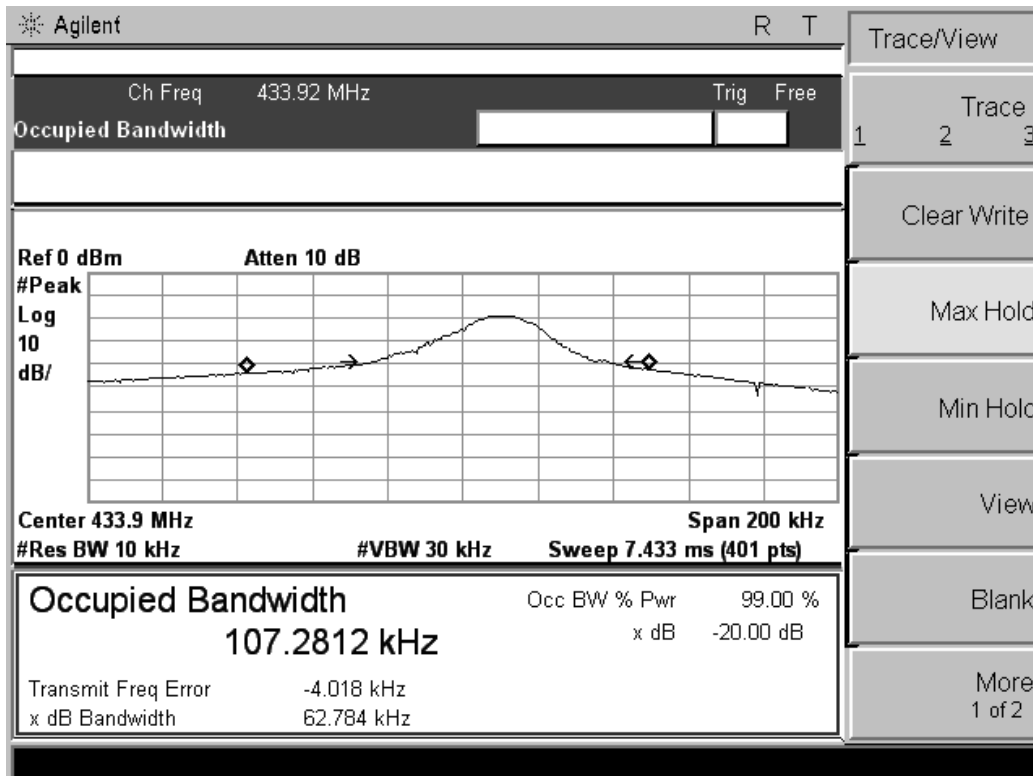 Agilent R T
Trace/View
Ch Freq 433.92 MHz Trig Free
Occupied Bandwidth
Trace
1 2 3
Clear Write
Max Hold
Min Hold
View
Blank
More
1 of 2
Ref 0 dBm Atten 10 dB
#Peak
Log
10
dB/
Center 433.9 MHz Span 200 kHz
#Res BW 10 kHz #VBW 30 kHz Sweep 7.433 ms (401 pts)
Occupied Bandwidth Occ BW % Pwr 99.00 %
107.2812 kHz x dB -20.00 dB
Transmit Freq Error -4.018 kHz
x dB Bandwidth 62.784 kHz